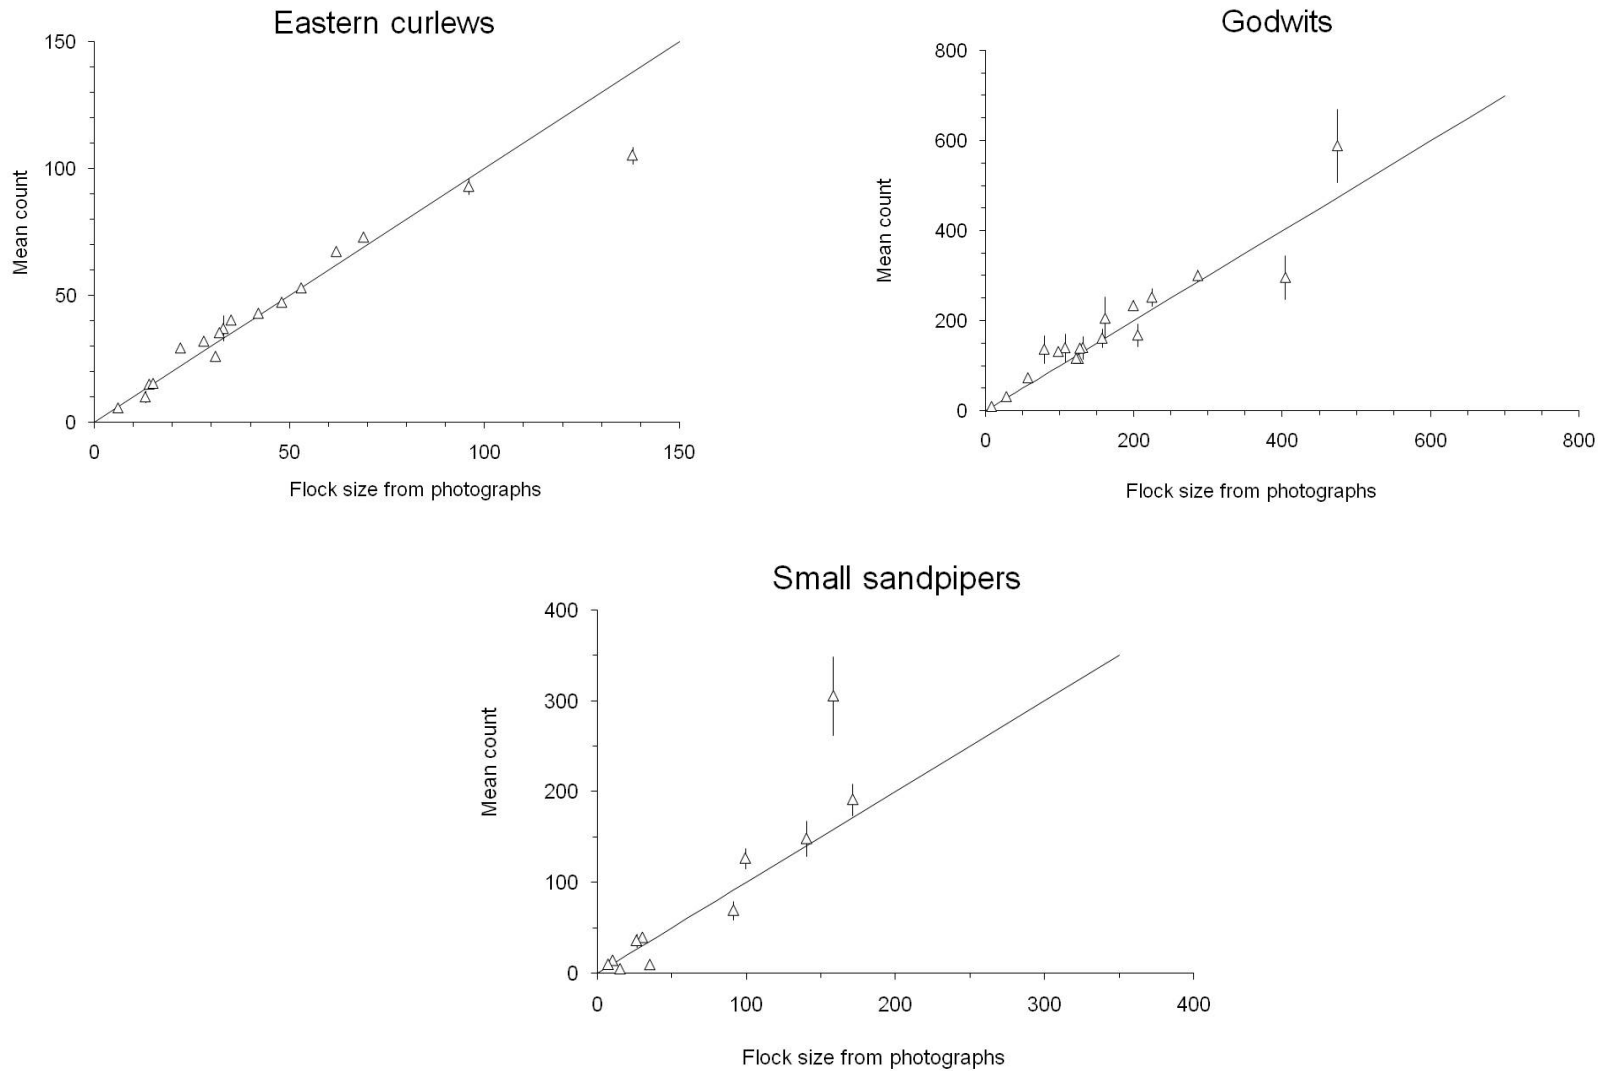 Eastern curlews
150
100
50
0
Mean count
0 50 100 150
Flock size from photographs
Godwits
800
600
400
200
0
Mean count
0 200 400 600 800
Flock size from photographs
Small sandpipers
400
300
200
100
0
Mean count
0 100 200 300 400
Flock size from photographs